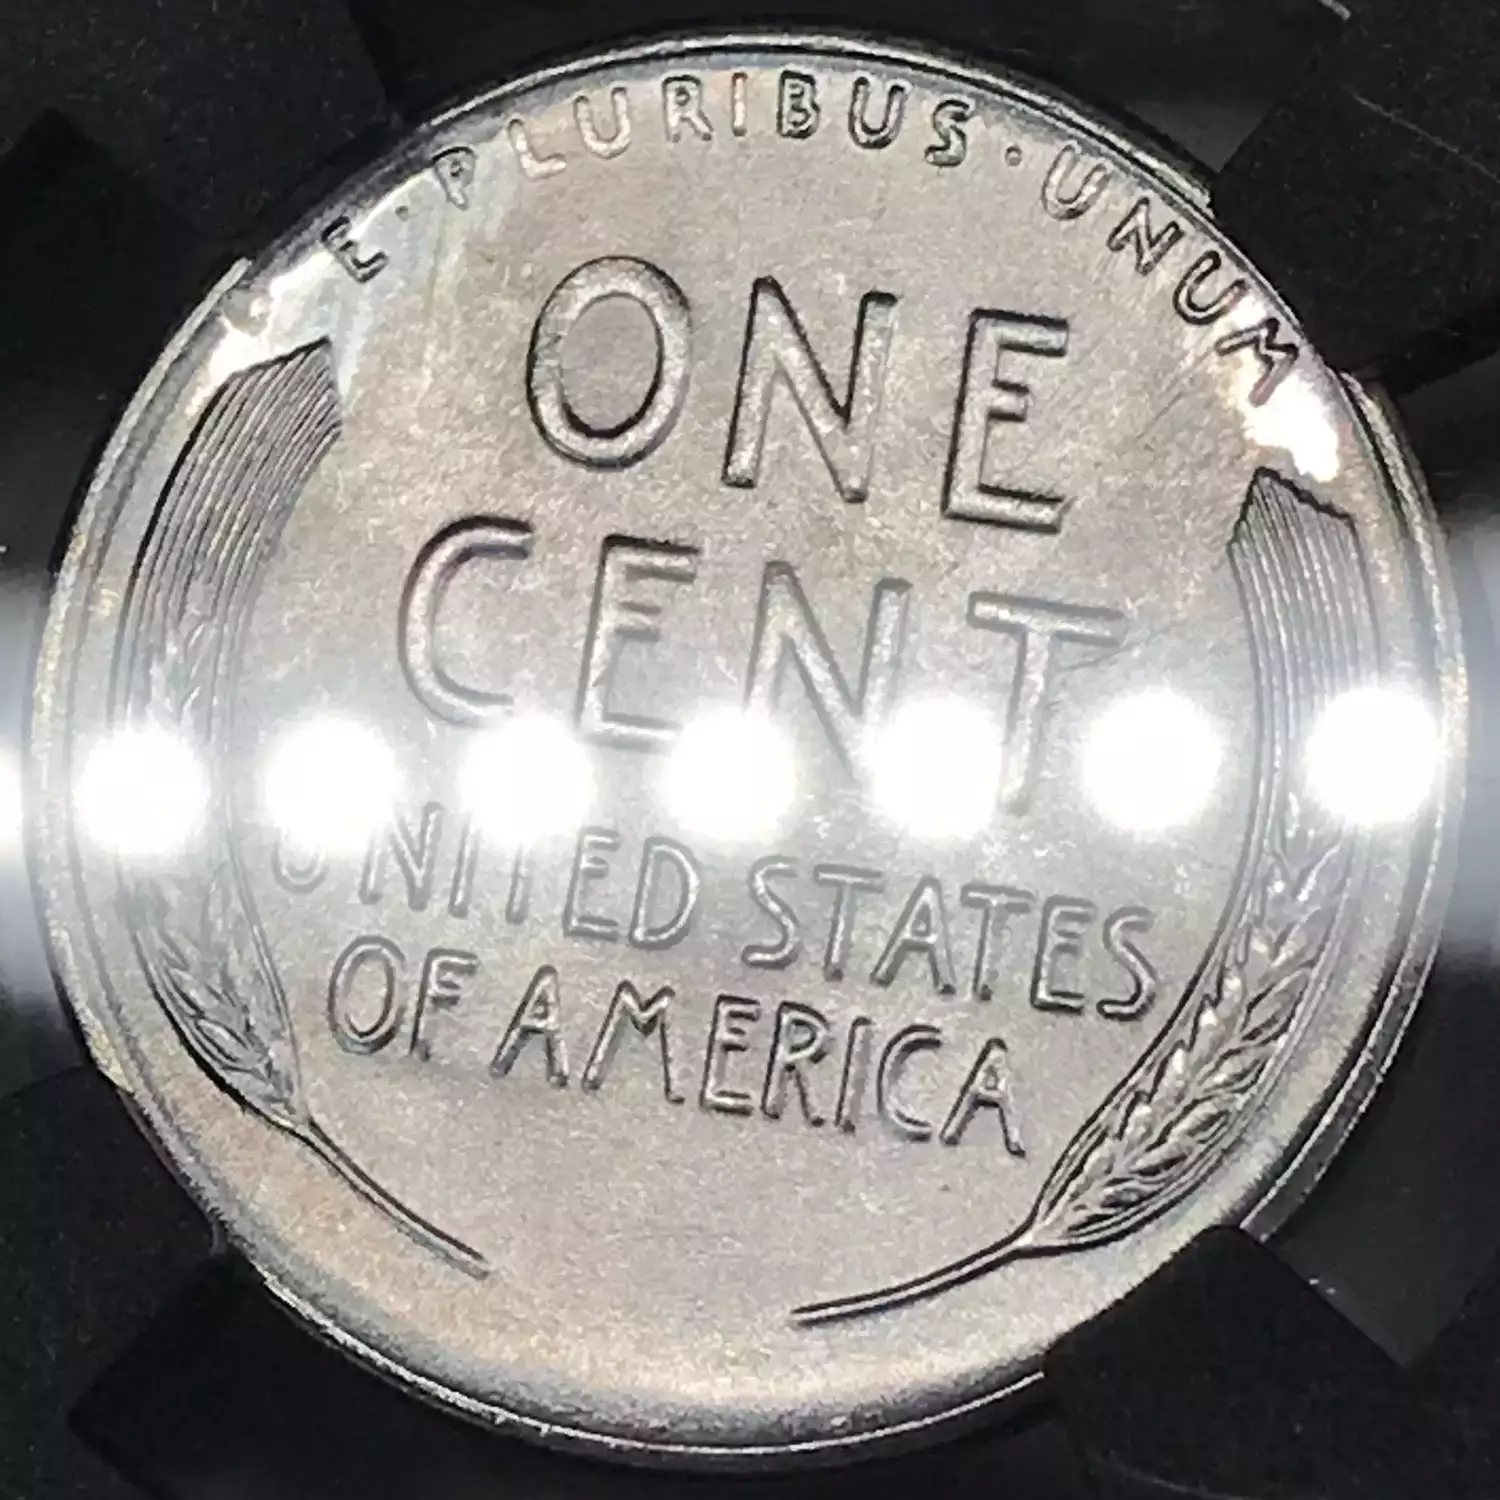 E · PLURIBUS · UNUM
ONE
CENT
UNITED STATES
OF AMERICA